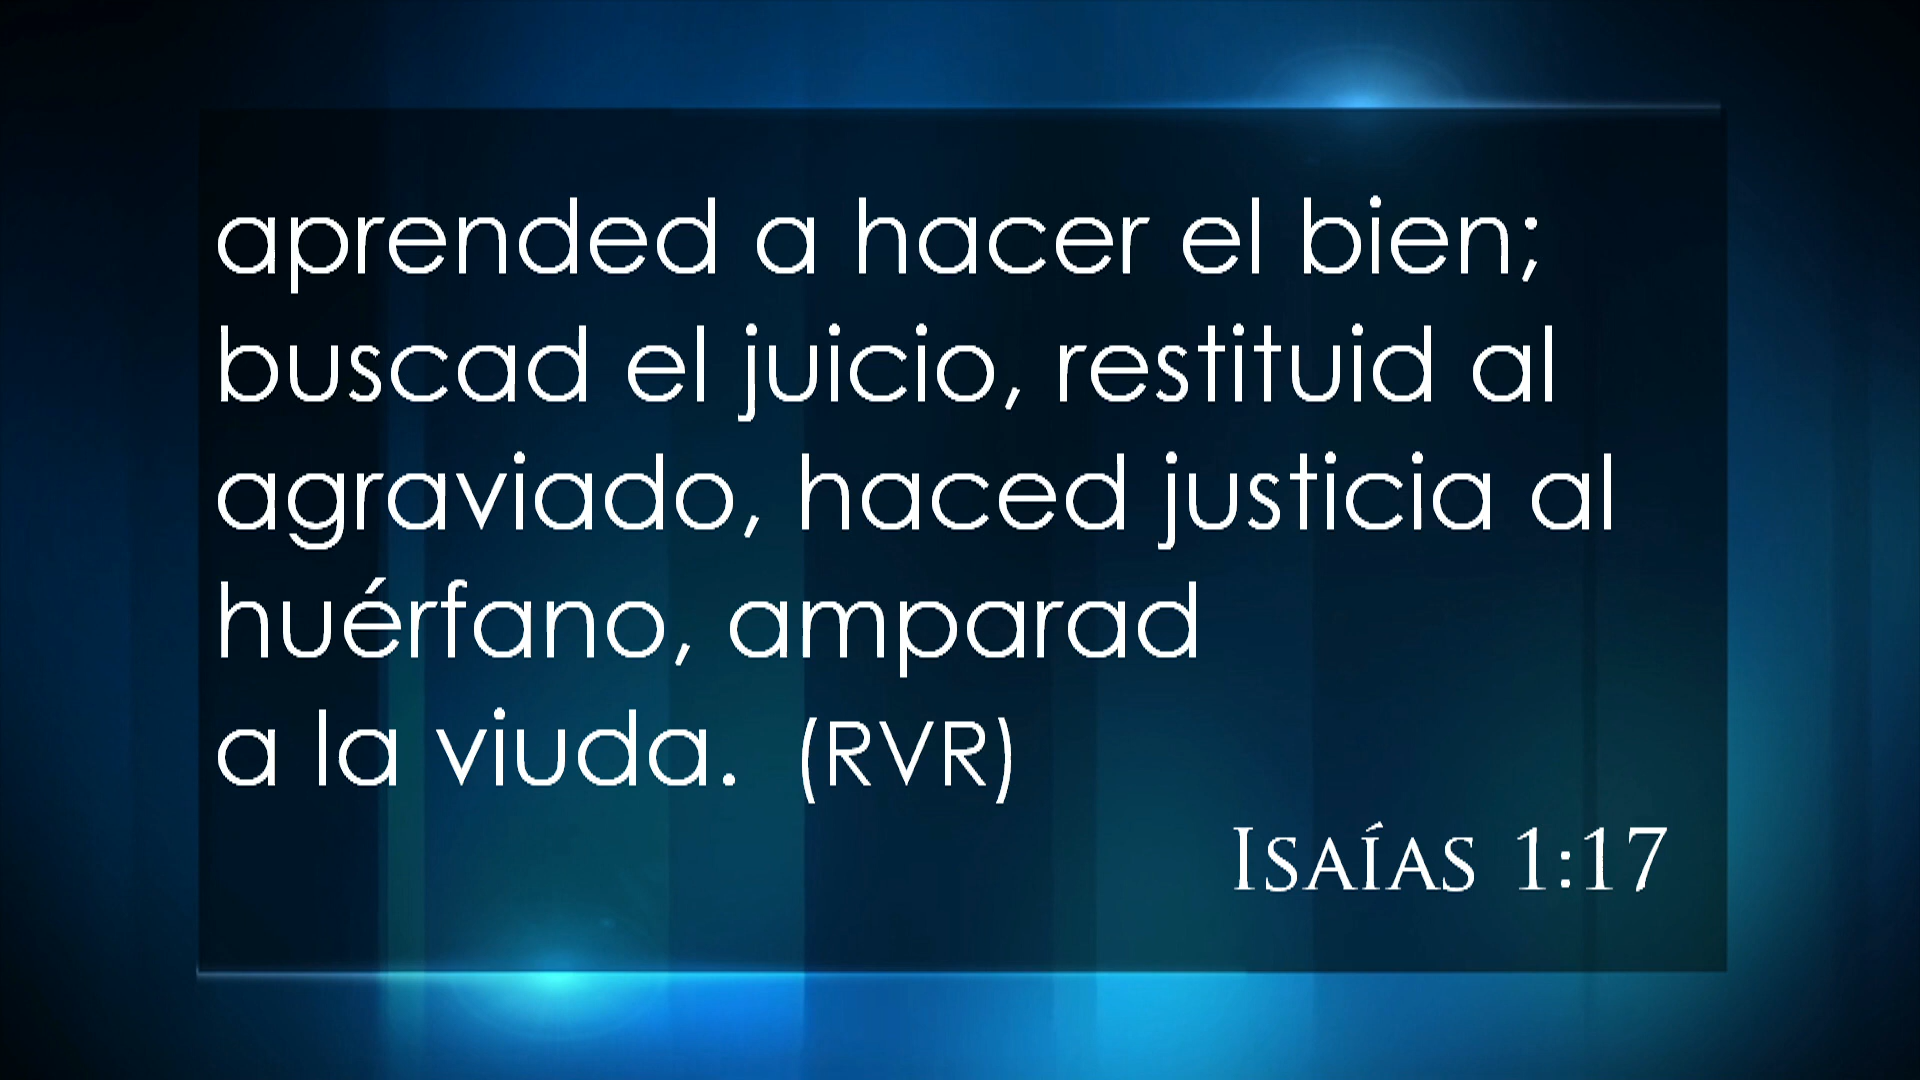 aprended a hacer el bien;
buscad el juicio, restituid al
agraviado, haced justicia al
huérfano, amparad
a la viuda.  (RVR)
Isaías 1:17